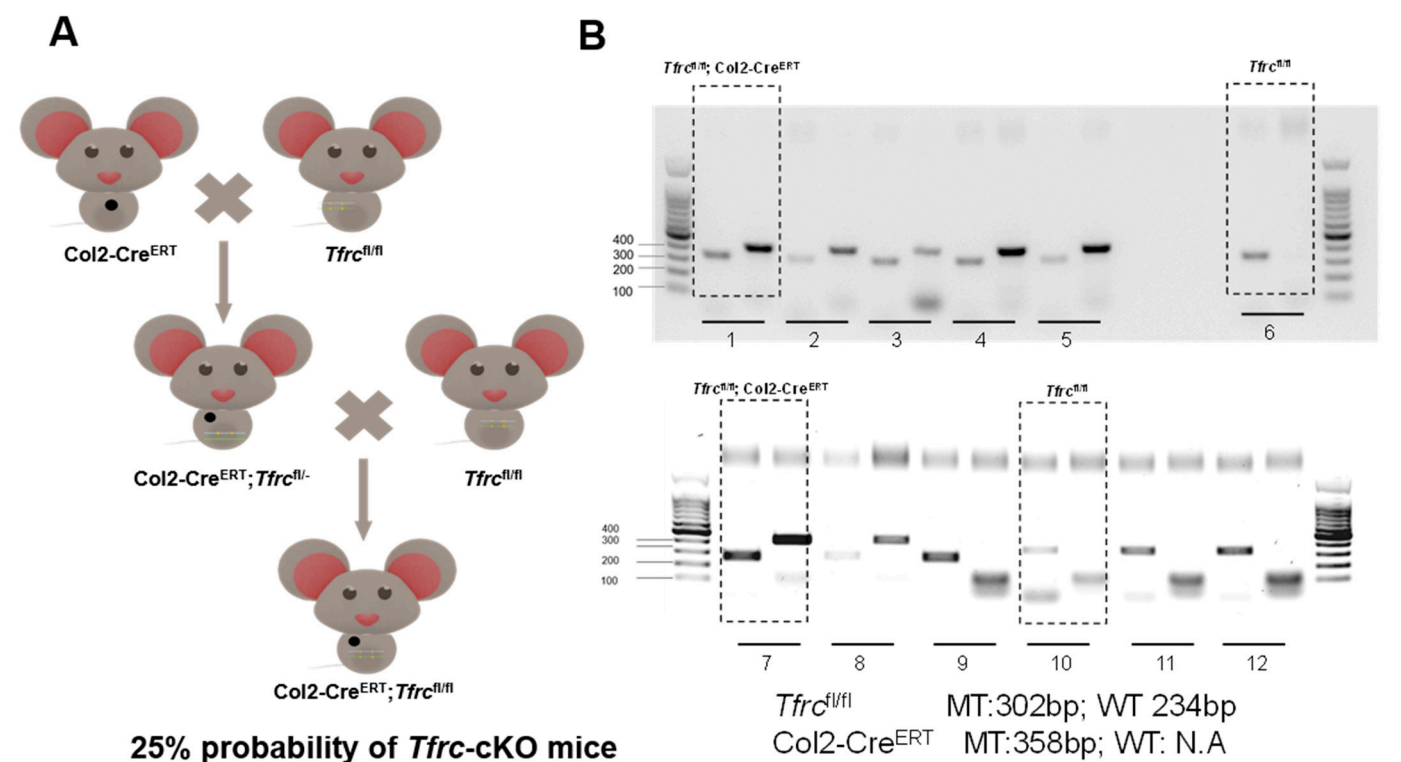 A
Col2-CreERT
Tfrcfl/fl
Col2-CreERT;Tfrcfl/-
Tfrcfl/fl
Col2-CreERT;Tfrcfl/fl
25% probability of Tfrc-cKO mice
B
Tfrcfl/fl; Col2-CreERT
Tfrcfl/fl
400
300
200
100
1
2
3
4
5
6
Tfrcfl/fl; Col2-CreERT
Tfrcfl/fl
400
300
200
100
7
8
9
10
11
12
Tfrcfl/fl MT:302bp; WT 234bp
Col2-CreERT MT:358bp; WT: N.A